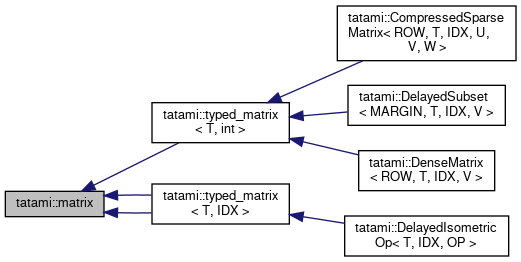 tatami::CompressedSparse
Matrix< ROW, T, IDX, U,
V, W >
tatami::typed_matrix
< T, int >
tatami::DelayedSubset
< MARGIN, T, IDX, V >
tatami::DenseMatrix
< ROW, T, IDX, V >
tatami::matrix
tatami::typed_matrix
< T, IDX >
tatami::DelayedIsometric
Op< T, IDX, OP >